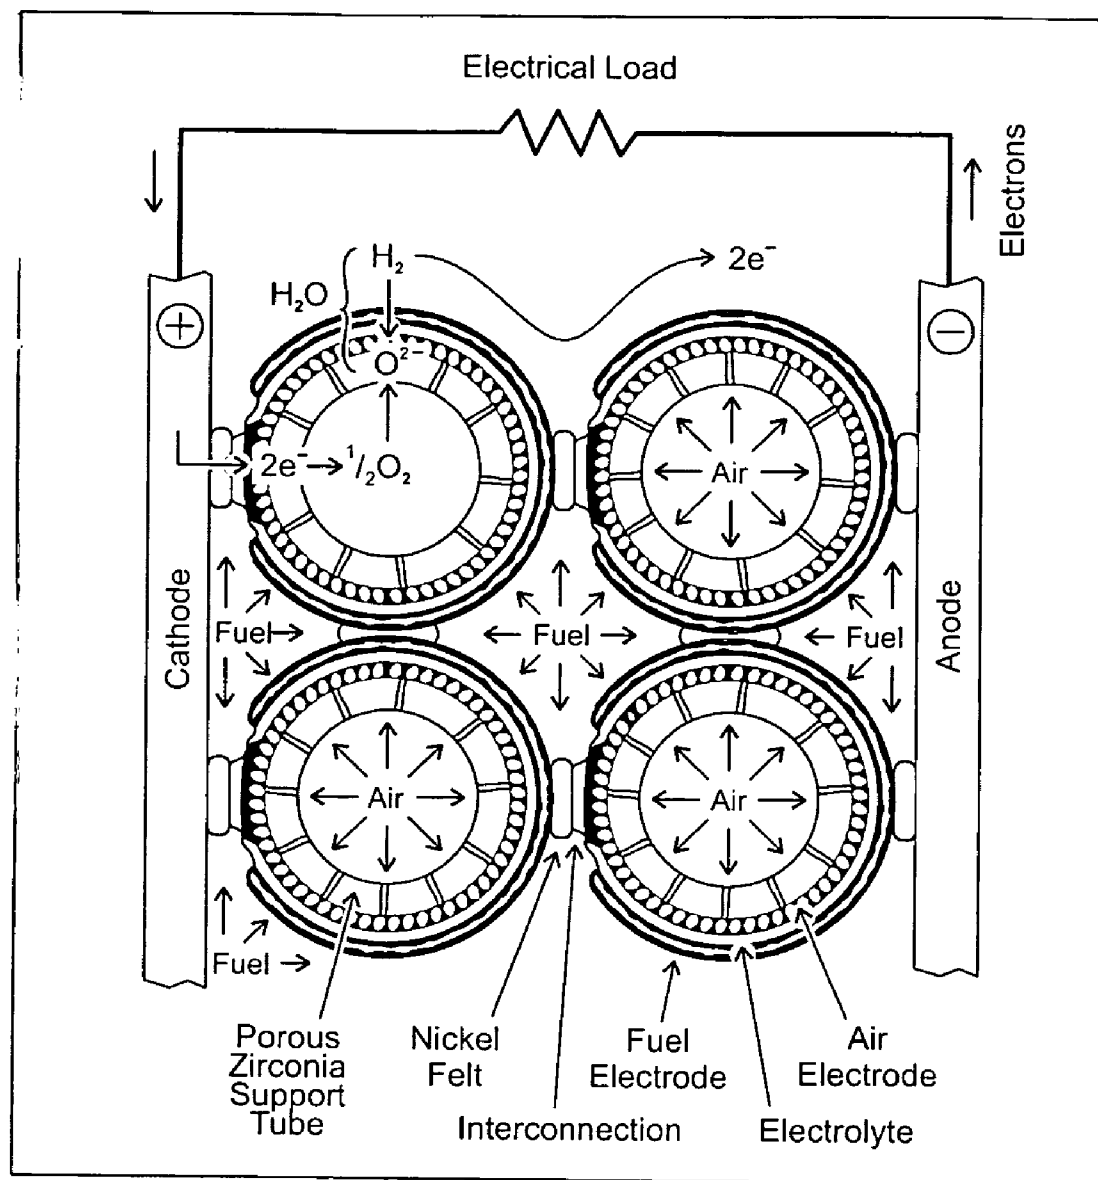 Electrical Load
Electrons
H₂
2e⁻
H₂O
O²⁻
+
−
2e⁻
½O₂
Air
Cathode
Fuel
Fuel
Fuel
Anode
Air
Air
Fuel
Porous
Zirconia
Support
Tube
Nickel
Felt
Fuel
Electrode
Air
Electrode
Interconnection
Electrolyte